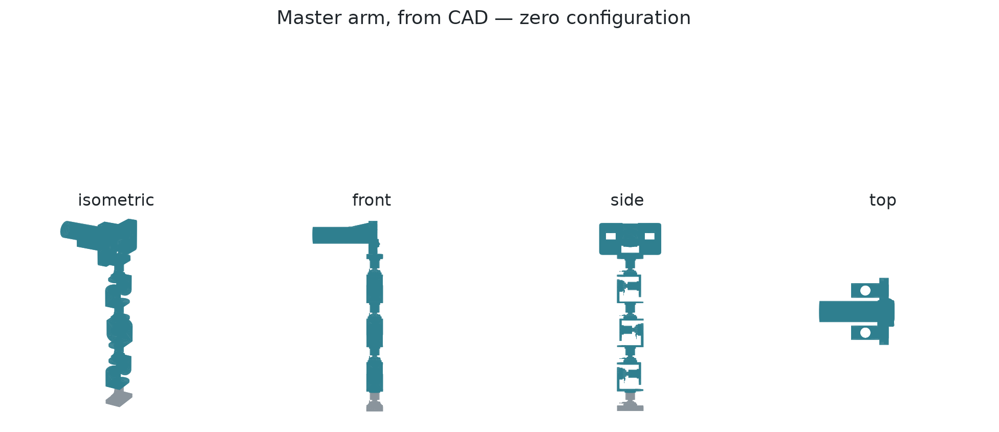 Master arm, from CAD — zero configuration
isometric
front
side
top